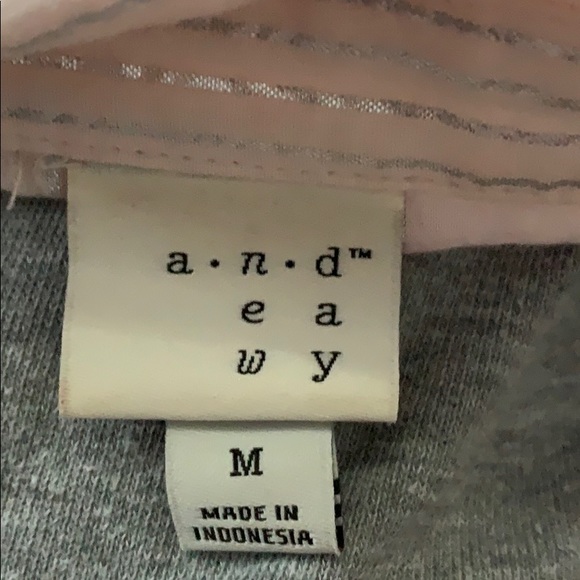 a · n · d™
e a
w y
M
MADE IN
INDONESIA